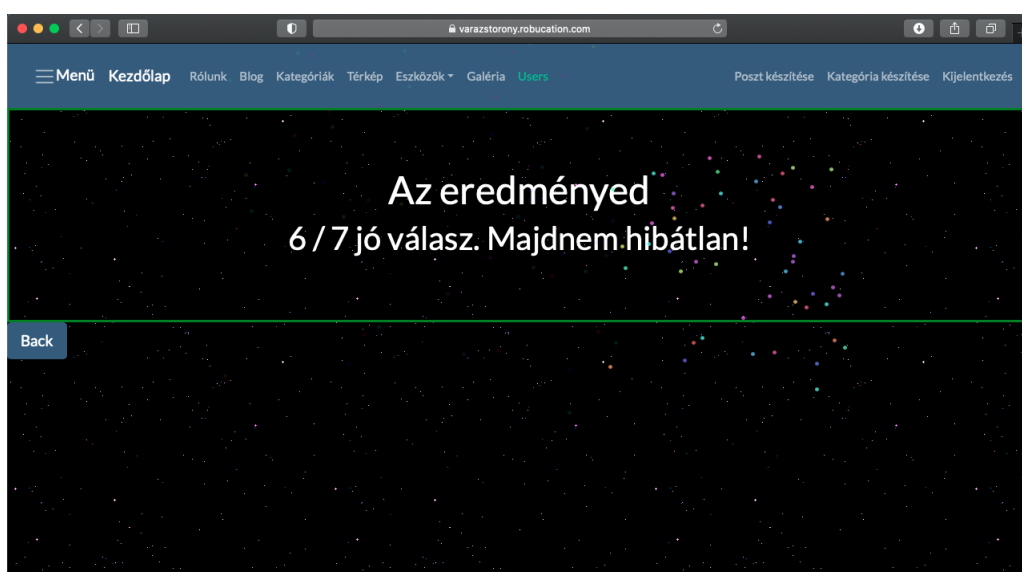 varazstorony.robucation.com
Menü Kezdőlap Rólunk Blog Kategóriák Térkép Eszközök Galéria Users Poszt készítése Kategória készítése Kijelentkezés
Az eredményed
6 / 7 jó válasz. Majdnem hibátlan!
Back